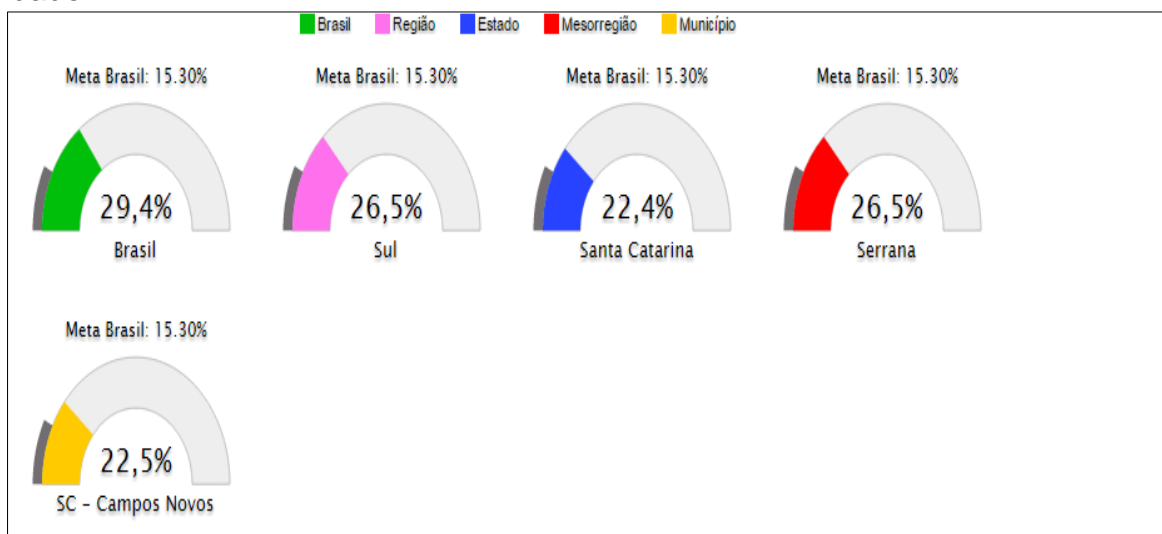 Brasil Região Estado Mesorregião Município
Meta Brasil: 15.30% Meta Brasil: 15.30% Meta Brasil: 15.30% Meta Brasil: 15.30%
29,4% 26,5% 22,4% 26,5%
Brasil Sul Santa Catarina Serrana
Meta Brasil: 15.30%
22,5%
SC - Campos Novos